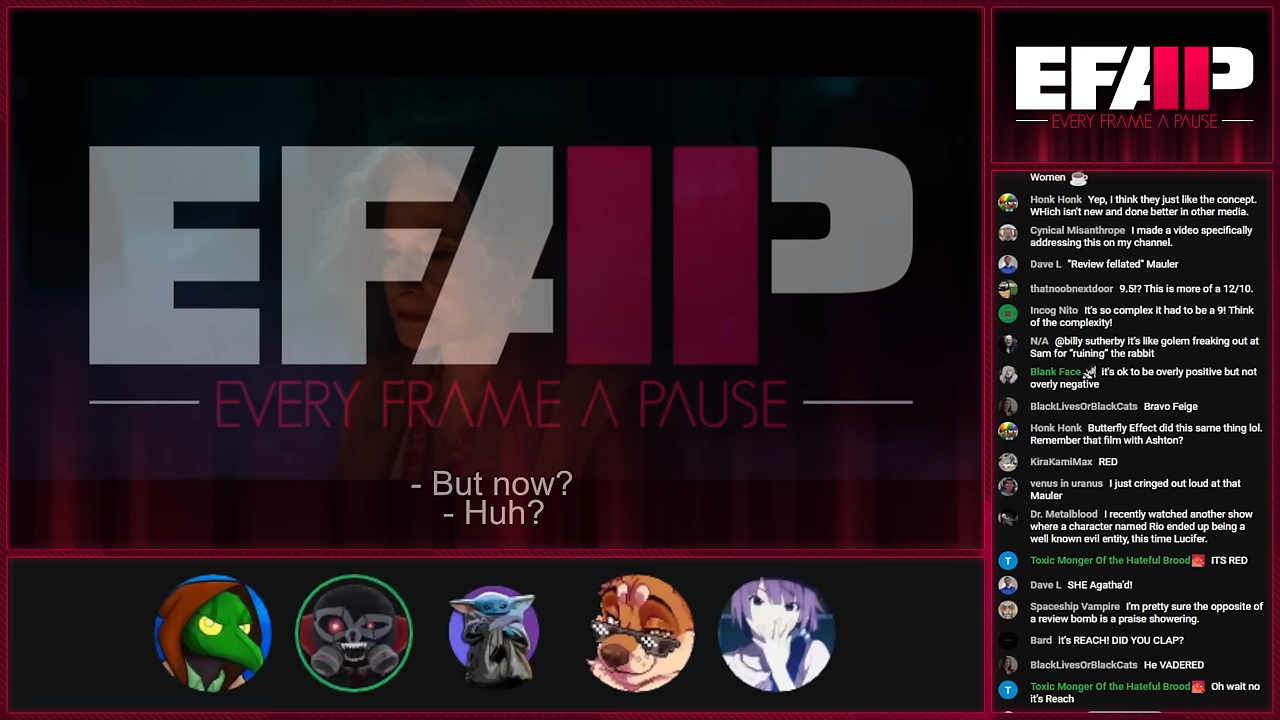 EFAP
EVERY FRAME A PAUSE
- But now?
- Huh?
EFAP
EVERY FRAME A PAUSE
Women
Honk Honk Yep, I think they just like the concept.
WHich isn't new and done better in other media.
Cynical Misanthrope I made a video specifically
addressing this on my channel.
Dave L "Review fellated" Mauler
thatnoobnextdoor 9.5!? This is more of a 12/10.
Incog Nito It's so complex it had to be a 9! Think
of the complexity!
N/A @billy sutherby it's like golem freaking out at
Sam for "ruining" the rabbit
Blank Face it's ok to be overly positive but not
overly negative
BlackLivesOrBlackCats Bravo Feige
Honk Honk Butterfly Effect did this same thing lol.
Remember that film with Ashton?
KiraKamiMax RED
venus in uranus I just cringed out loud at that
Mauler
Dr. Metalblood I recently watched another show
where a character named Rio ended up being a
well known evil entity, this time Lucifer.
T
Toxic Monger Of the Hateful Brood ITS RED
Dave L SHE Agatha'd!
Spaceship Vampire I'm pretty sure the opposite of
a review bomb is a praise showering.
Bard It's REACH! DID YOU CLAP?
BlackLivesOrBlackCats He VADERED
T
Toxic Monger Of the Hateful Brood Oh wait no
it's Reach